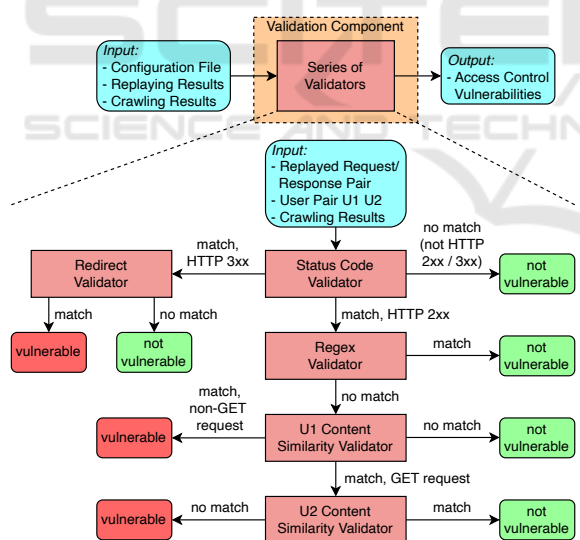 Validation Component
Input:
- Configuration File
- Replaying Results
- Crawling Results
Series of
Validators
Output:
- Access Control
Vulnerabilities
SCIENCE AND TECHN
Input:
- Replayed Request/
Response Pair
- User Pair U1 U2
- Crawling Results
match,
HTTP 3xx
no match
(not HTTP
2xx / 3xx)
Redirect
Validator
Status Code
Validator
not
vulnerable
match
no match
match, HTTP 2xx
vulnerable
not
vulnerable
Regex
Validator
match
not
vulnerable
no match
match,
non-GET
request
vulnerable
U1 Content
Similarity Validator
no match
not
vulnerable
match, GET request
vulnerable
no match
U2 Content
Similarity Validator
match
not
vulnerable